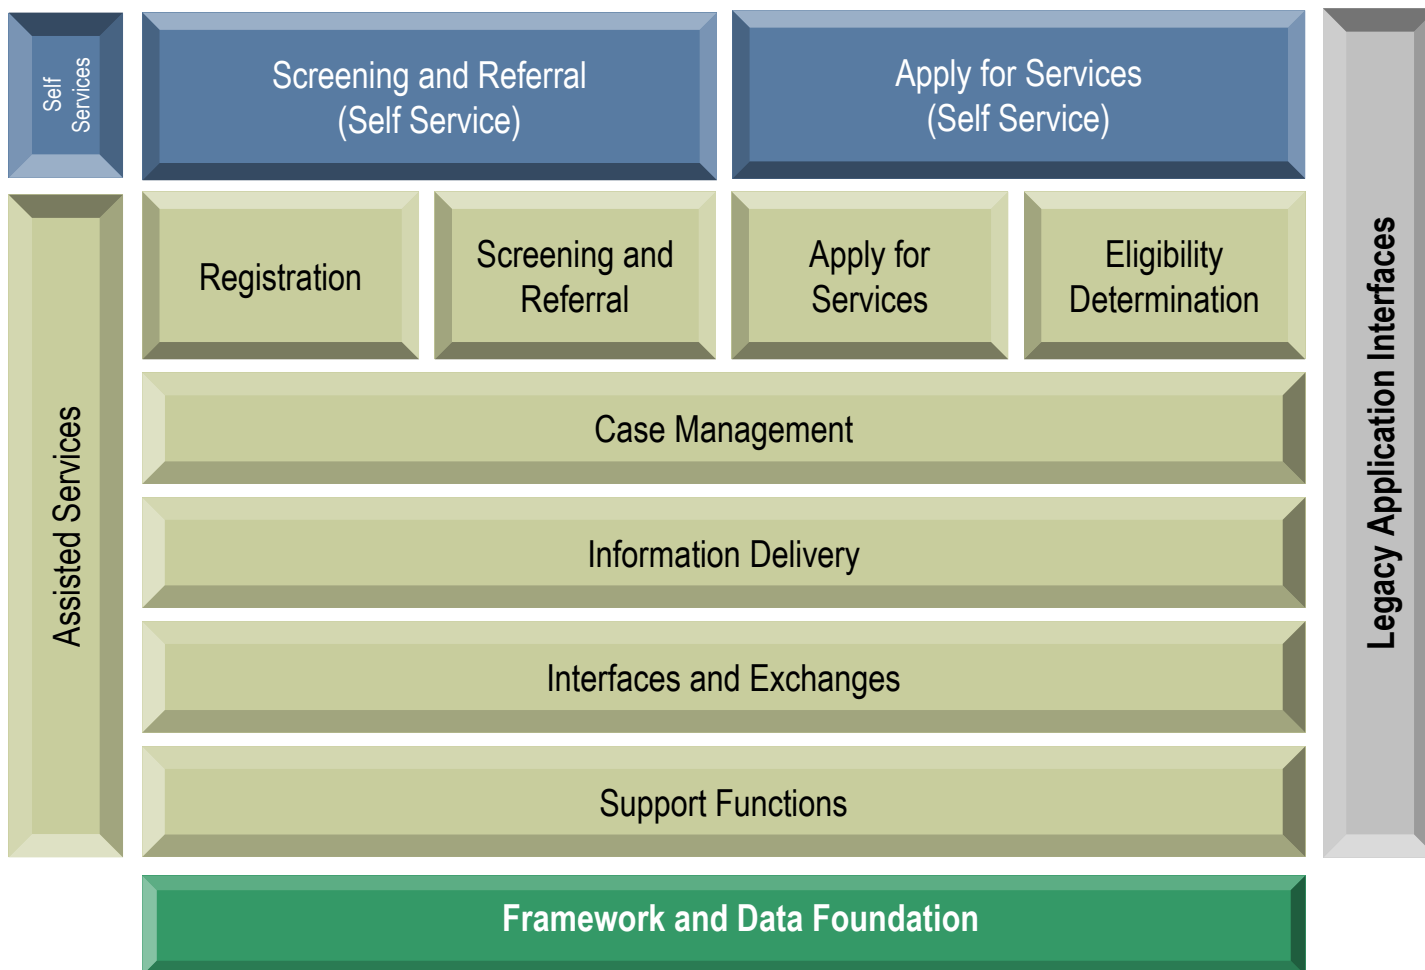 Self
Services
Screening and Referral
(Self Service)
Apply for Services
(Self Service)
Legacy Application Interfaces
Assisted Services
Registration
Screening and
Referral
Apply for
Services
Eligibility
Determination
Case Management
Information Delivery
Interfaces and Exchanges
Support Functions
Framework and Data Foundation